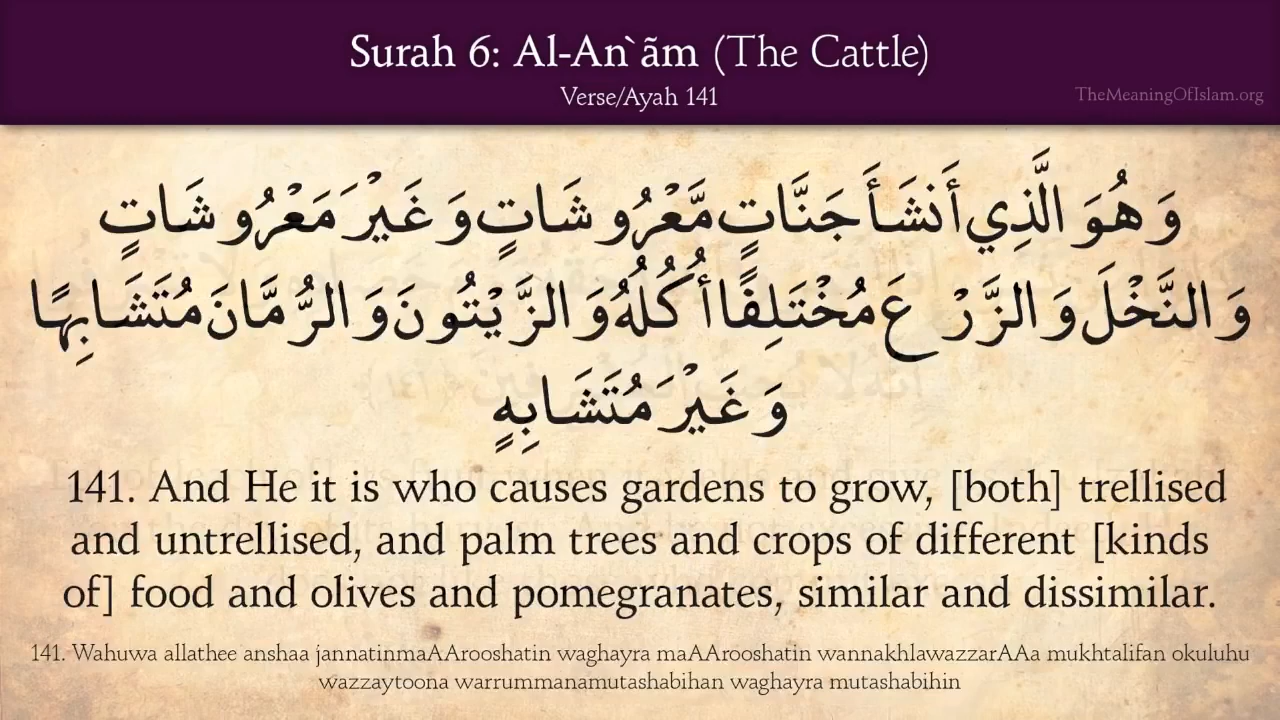 Surah 6: Al-An`ãm (The Cattle)
Verse/Ayah 141
TheMeaningOfIslam.org
وَهُوَ الَّذِي أَنشَأَ جَنَّاتٍ مَّعْرُوشَاتٍ وَغَيْرَ مَعْرُوشَاتٍ
وَالنَّخْلَ وَالزَّرْعَ مُخْتَلِفًا أُكُلُهُ وَالزَّيْتُونَ وَالرُّمَّانَ مُتَشَابِهًا
وَغَيْرَ مُتَشَابِهٍ
141. And He it is who causes gardens to grow, [both] trellised
and untrellised, and palm trees and crops of different [kinds
of] food and olives and pomegranates, similar and dissimilar.
141. Wahuwa allathee anshaa jannatinmaAArooshatin waghayra maAArooshatin wannakhlawazzarAAa mukhtalifan okuluhu
wazzaytoona warrummanamutashabihan waghayra mutashabihin